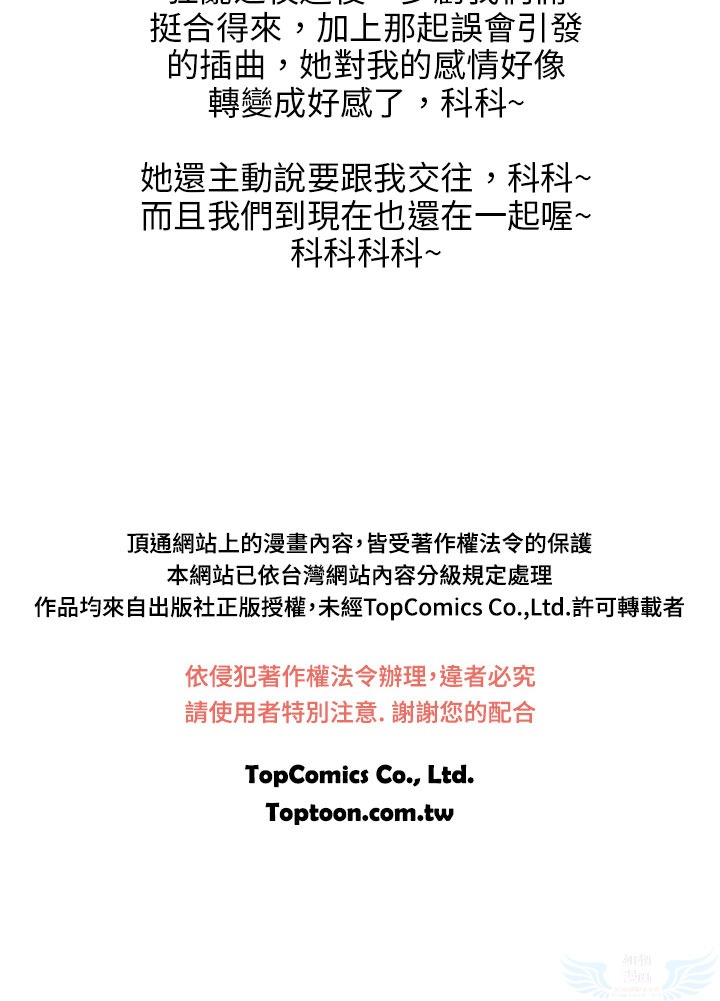 挺合得來，加上那起誤會引發
的插曲，她對我的感情好像
轉變成好感了，科科~
她還主動說要跟我交往，科科~
而且我們到現在也還在一起喔~
科科科科~
頂通網站上的漫畫內容，皆受著作權法令的保護
本網站已依台灣網站內容分級規定處理
作品均來自出版社正版授權，未經TopComics Co.,Ltd.許可轉載者
依侵犯著作權法令辦理，違者必究
請使用者特別注意. 謝謝您的配合
TopComics Co., Ltd.
Toptoon.com.tw